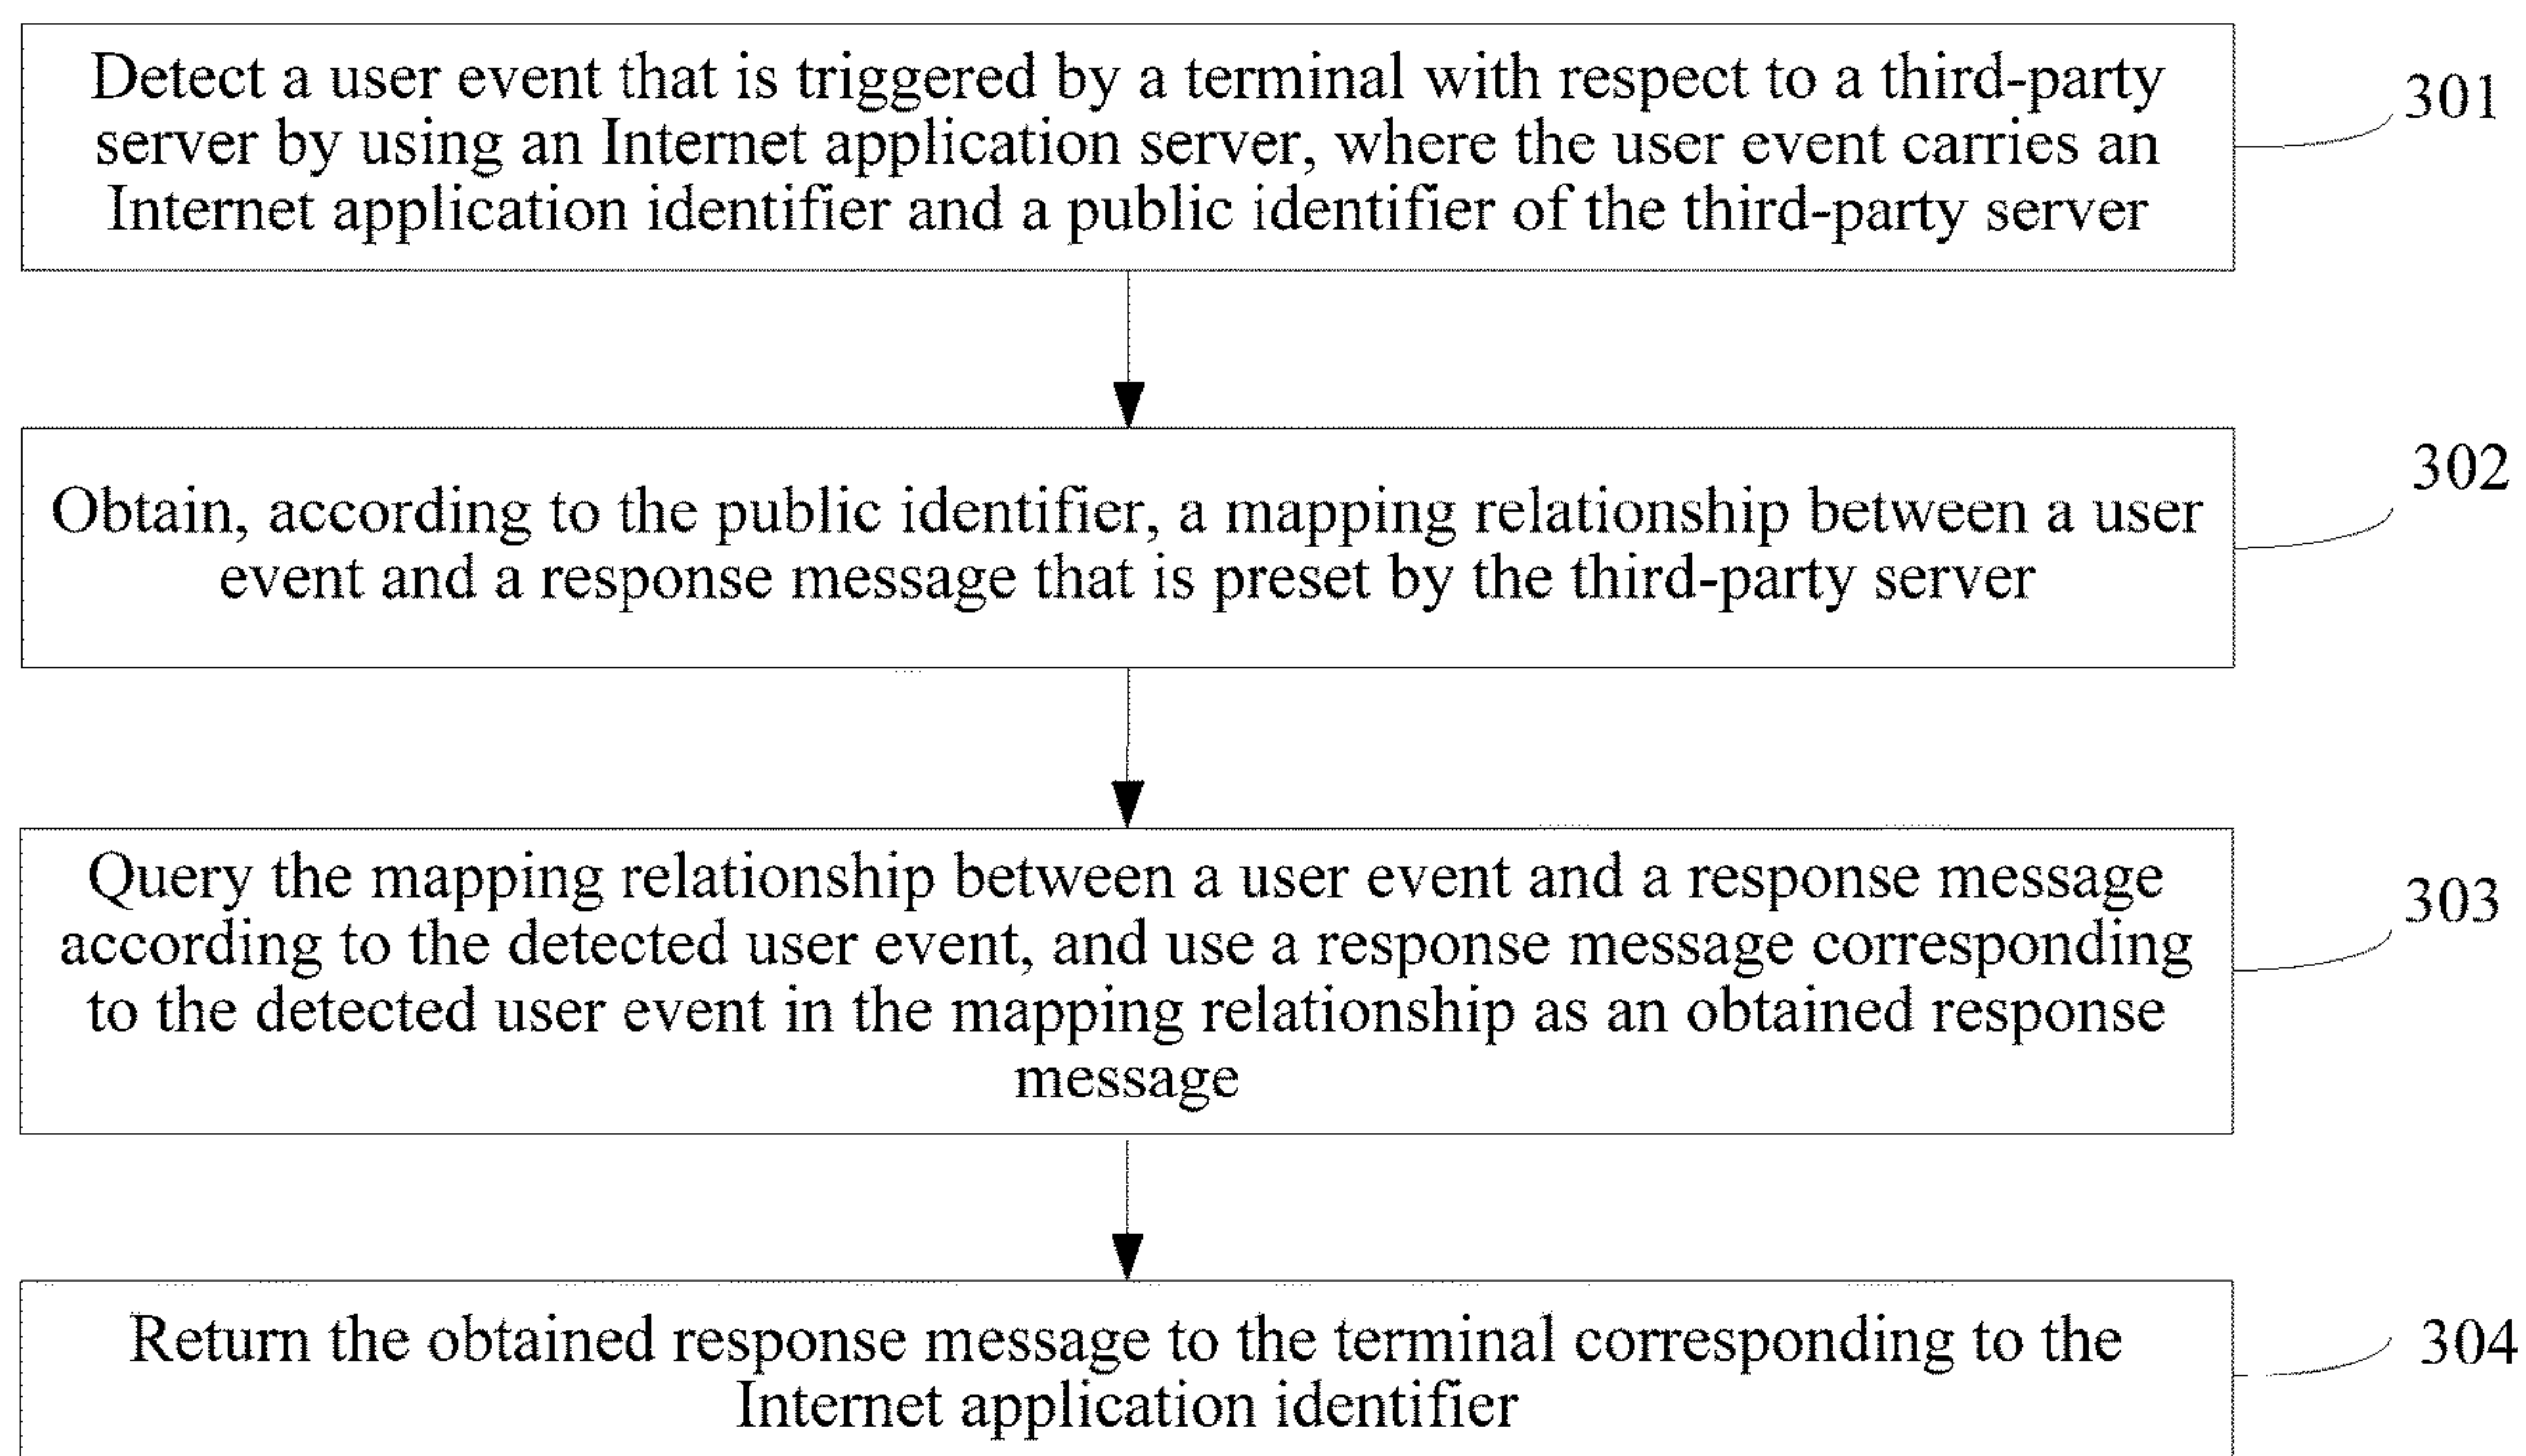 Detect a user event that is triggered by a terminal with respect to a third-party
server by using an Internet application server, where the user event carries an
Internet application identifier and a public identifier of the third-party server
301
Obtain, according to the public identifier, a mapping relationship between a user
event and a response message that is preset by the third-party server
302
Query the mapping relationship between a user event and a response message
according to the detected user event, and use a response message corresponding
to the detected user event in the mapping relationship as an obtained response
message
303
Return the obtained response message to the terminal corresponding to the
Internet application identifier
304